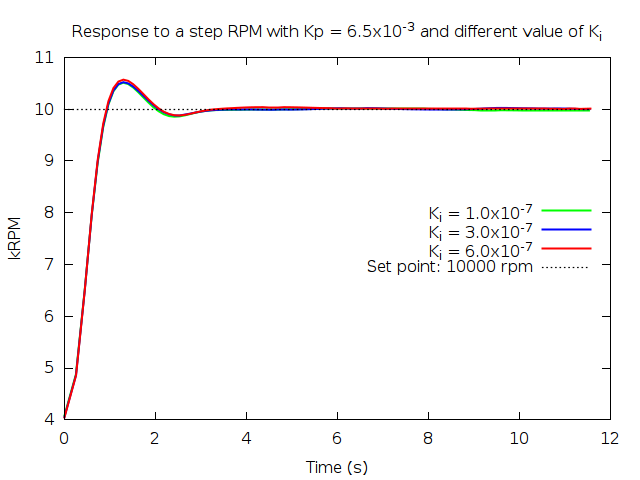 Response to a step RPM with Kp = 6.5x10⁻³ and different value of Kᵢ
11
10
9
8
7
6
5
4
kRPM
Kᵢ = 1.0x10⁻⁷
Kᵢ = 3.0x10⁻⁷
Kᵢ = 6.0x10⁻⁷
Set point: 10000 rpm
0 2 4 6 8 10 12
Time (s)